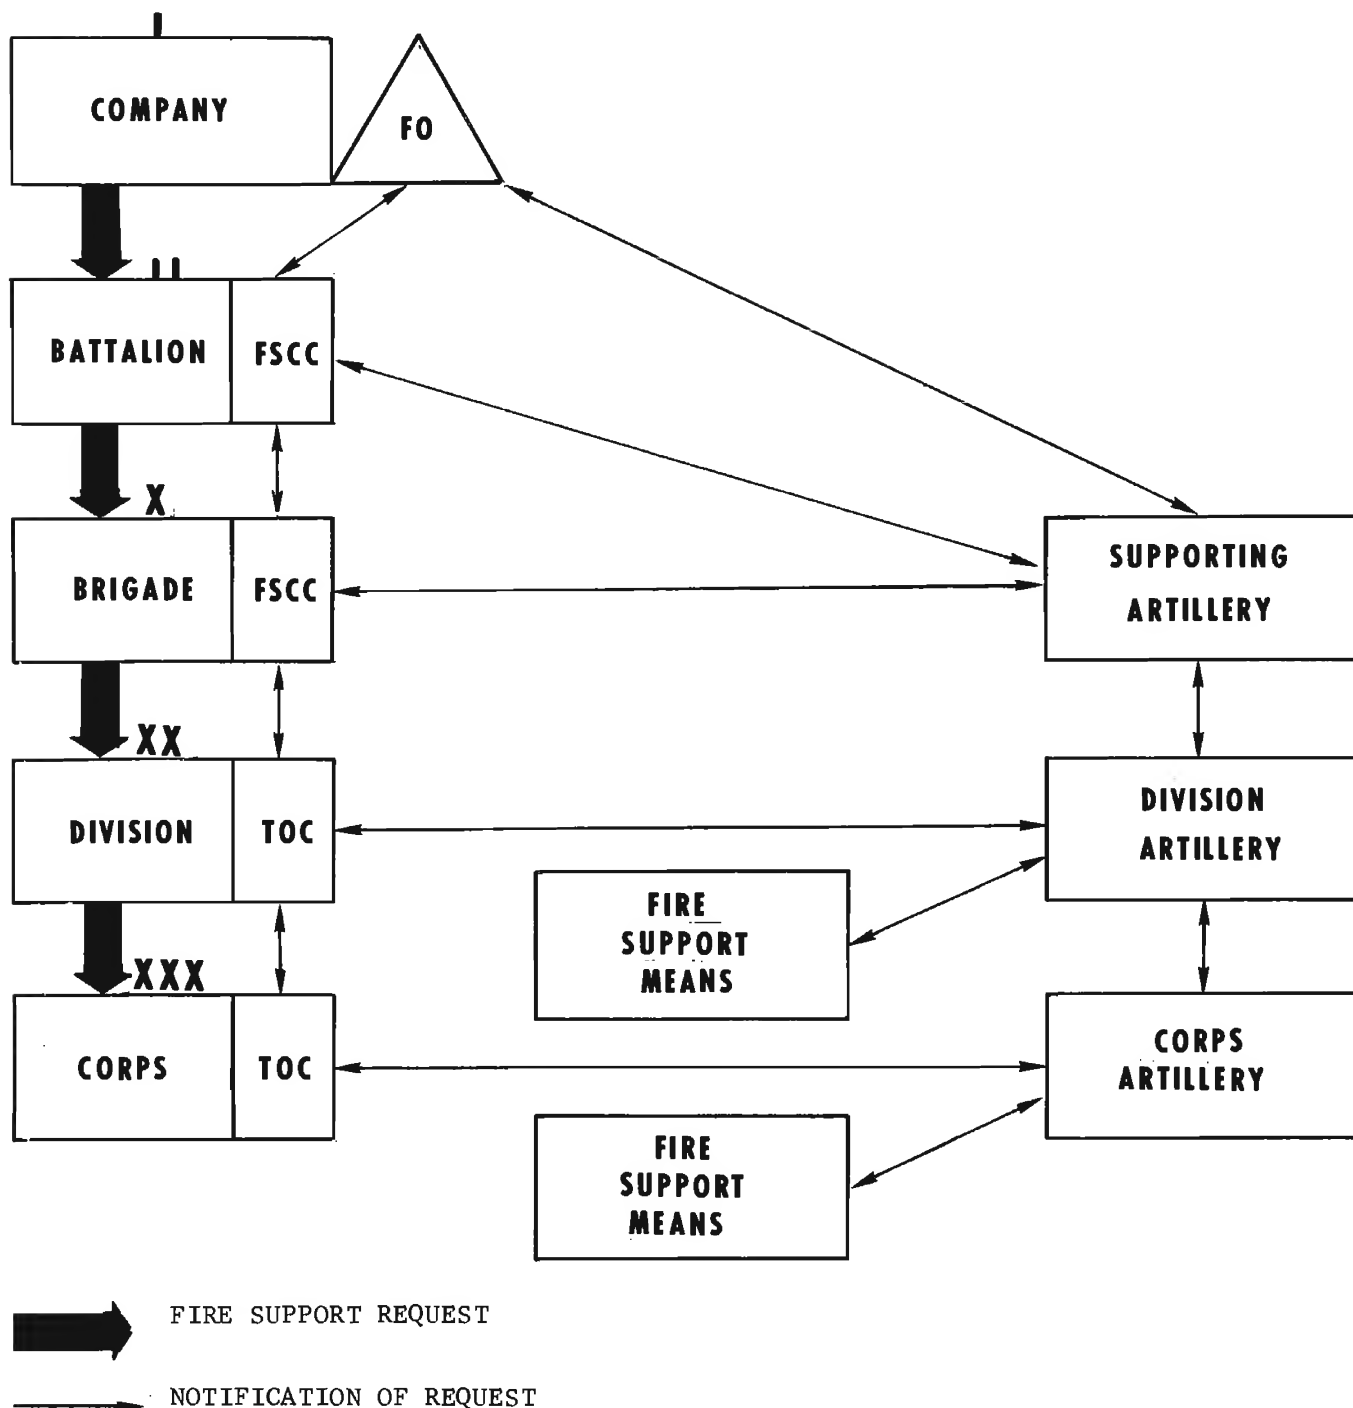 I
COMPANY
FO
II
BATTALION FSCC
X
BRIGADE FSCC
SUPPORTING
ARTILLERY
XX
DIVISION TOC
DIVISION
ARTILLERY
FIRE
SUPPORT
MEANS
XXX
CORPS TOC
CORPS
ARTILLERY
FIRE
SUPPORT
MEANS
FIRE SUPPORT REQUEST
NOTIFICATION OF REQUEST